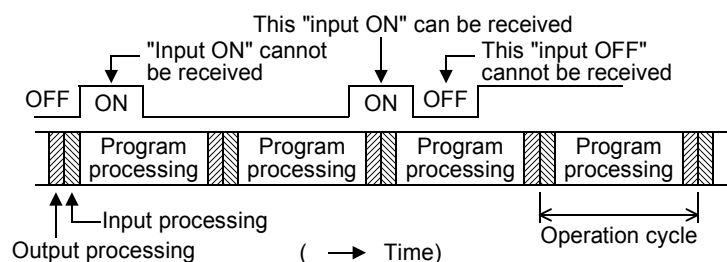 This "input ON" can be received
"Input ON" cannot
be received
This "input OFF"
cannot be received
OFF
ON
ON
OFF
Program
processing
Program
processing
Program
processing
Program
processing
Input processing
Output processing
( → Time)
Operation cycle